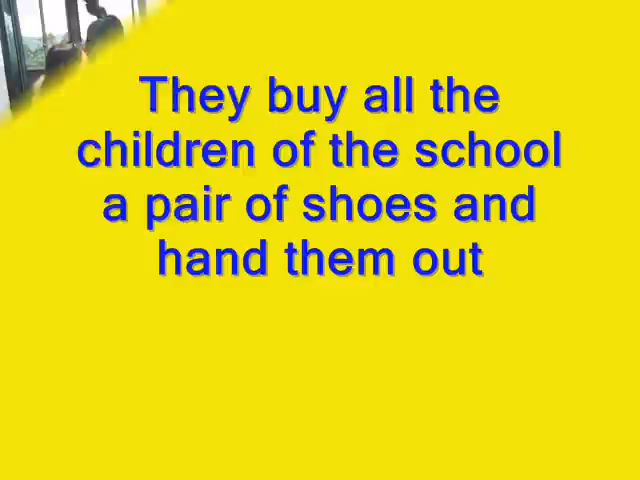 They buy all the
children of the school
a pair of shoes and
hand them out